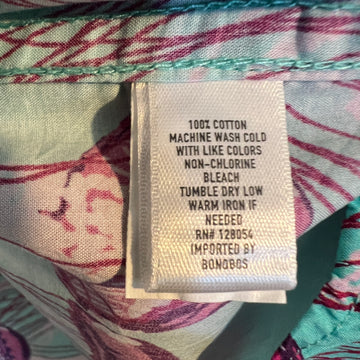 100% COTTON
MACHINE WASH COLD
WITH LIKE COLORS
NON-CHLORINE
BLEACH
TUMBLE DRY LOW
WARM IRON IF
NEEDED
RN# 128054
IMPORTED BY
BONOBOS